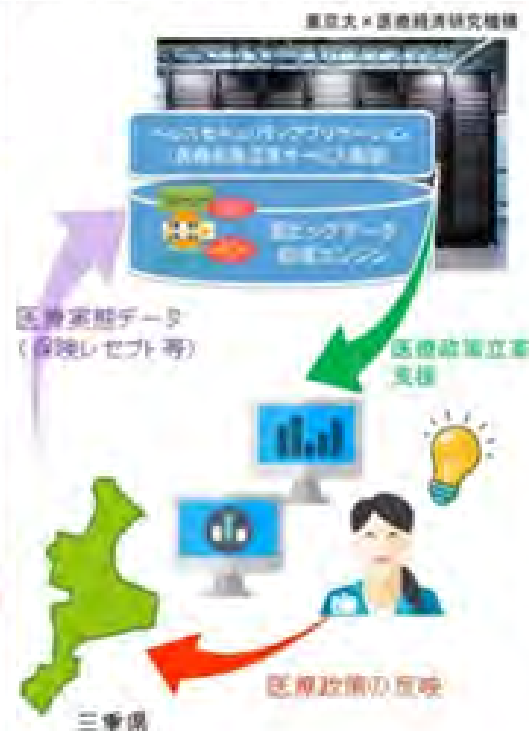 東京大×医療経済研究機構
ヘルスセキュリティアプリケーション
超ビッグデータ
処理エンジン
医療実態データ
(保険レセプト等)
医療政策立案
支援
医療政策の反映
三重県